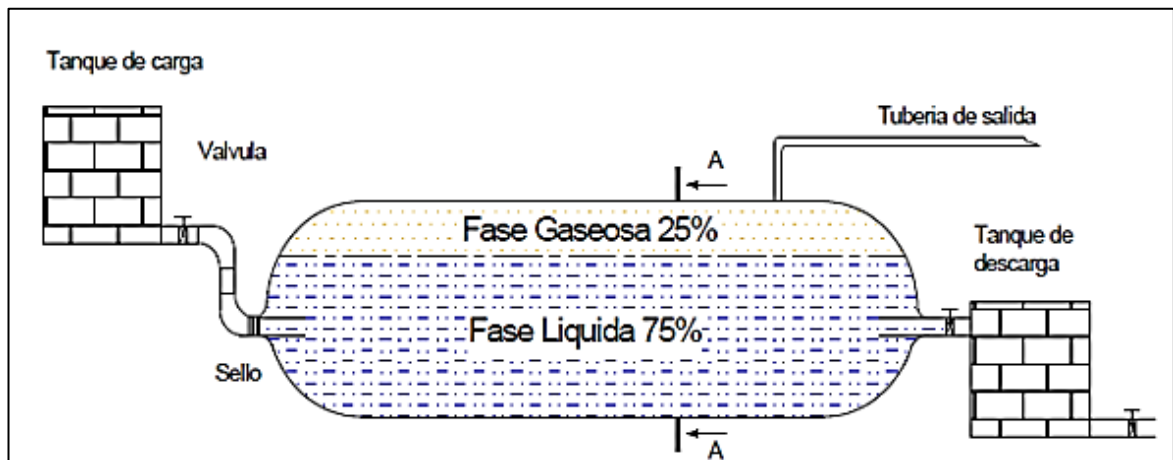 Tanque de carga
Valvula
Tuberia de salida
A
Fase Gaseosa 25%
Tanque de
descarga
Fase Liquida 75%
Sello
A